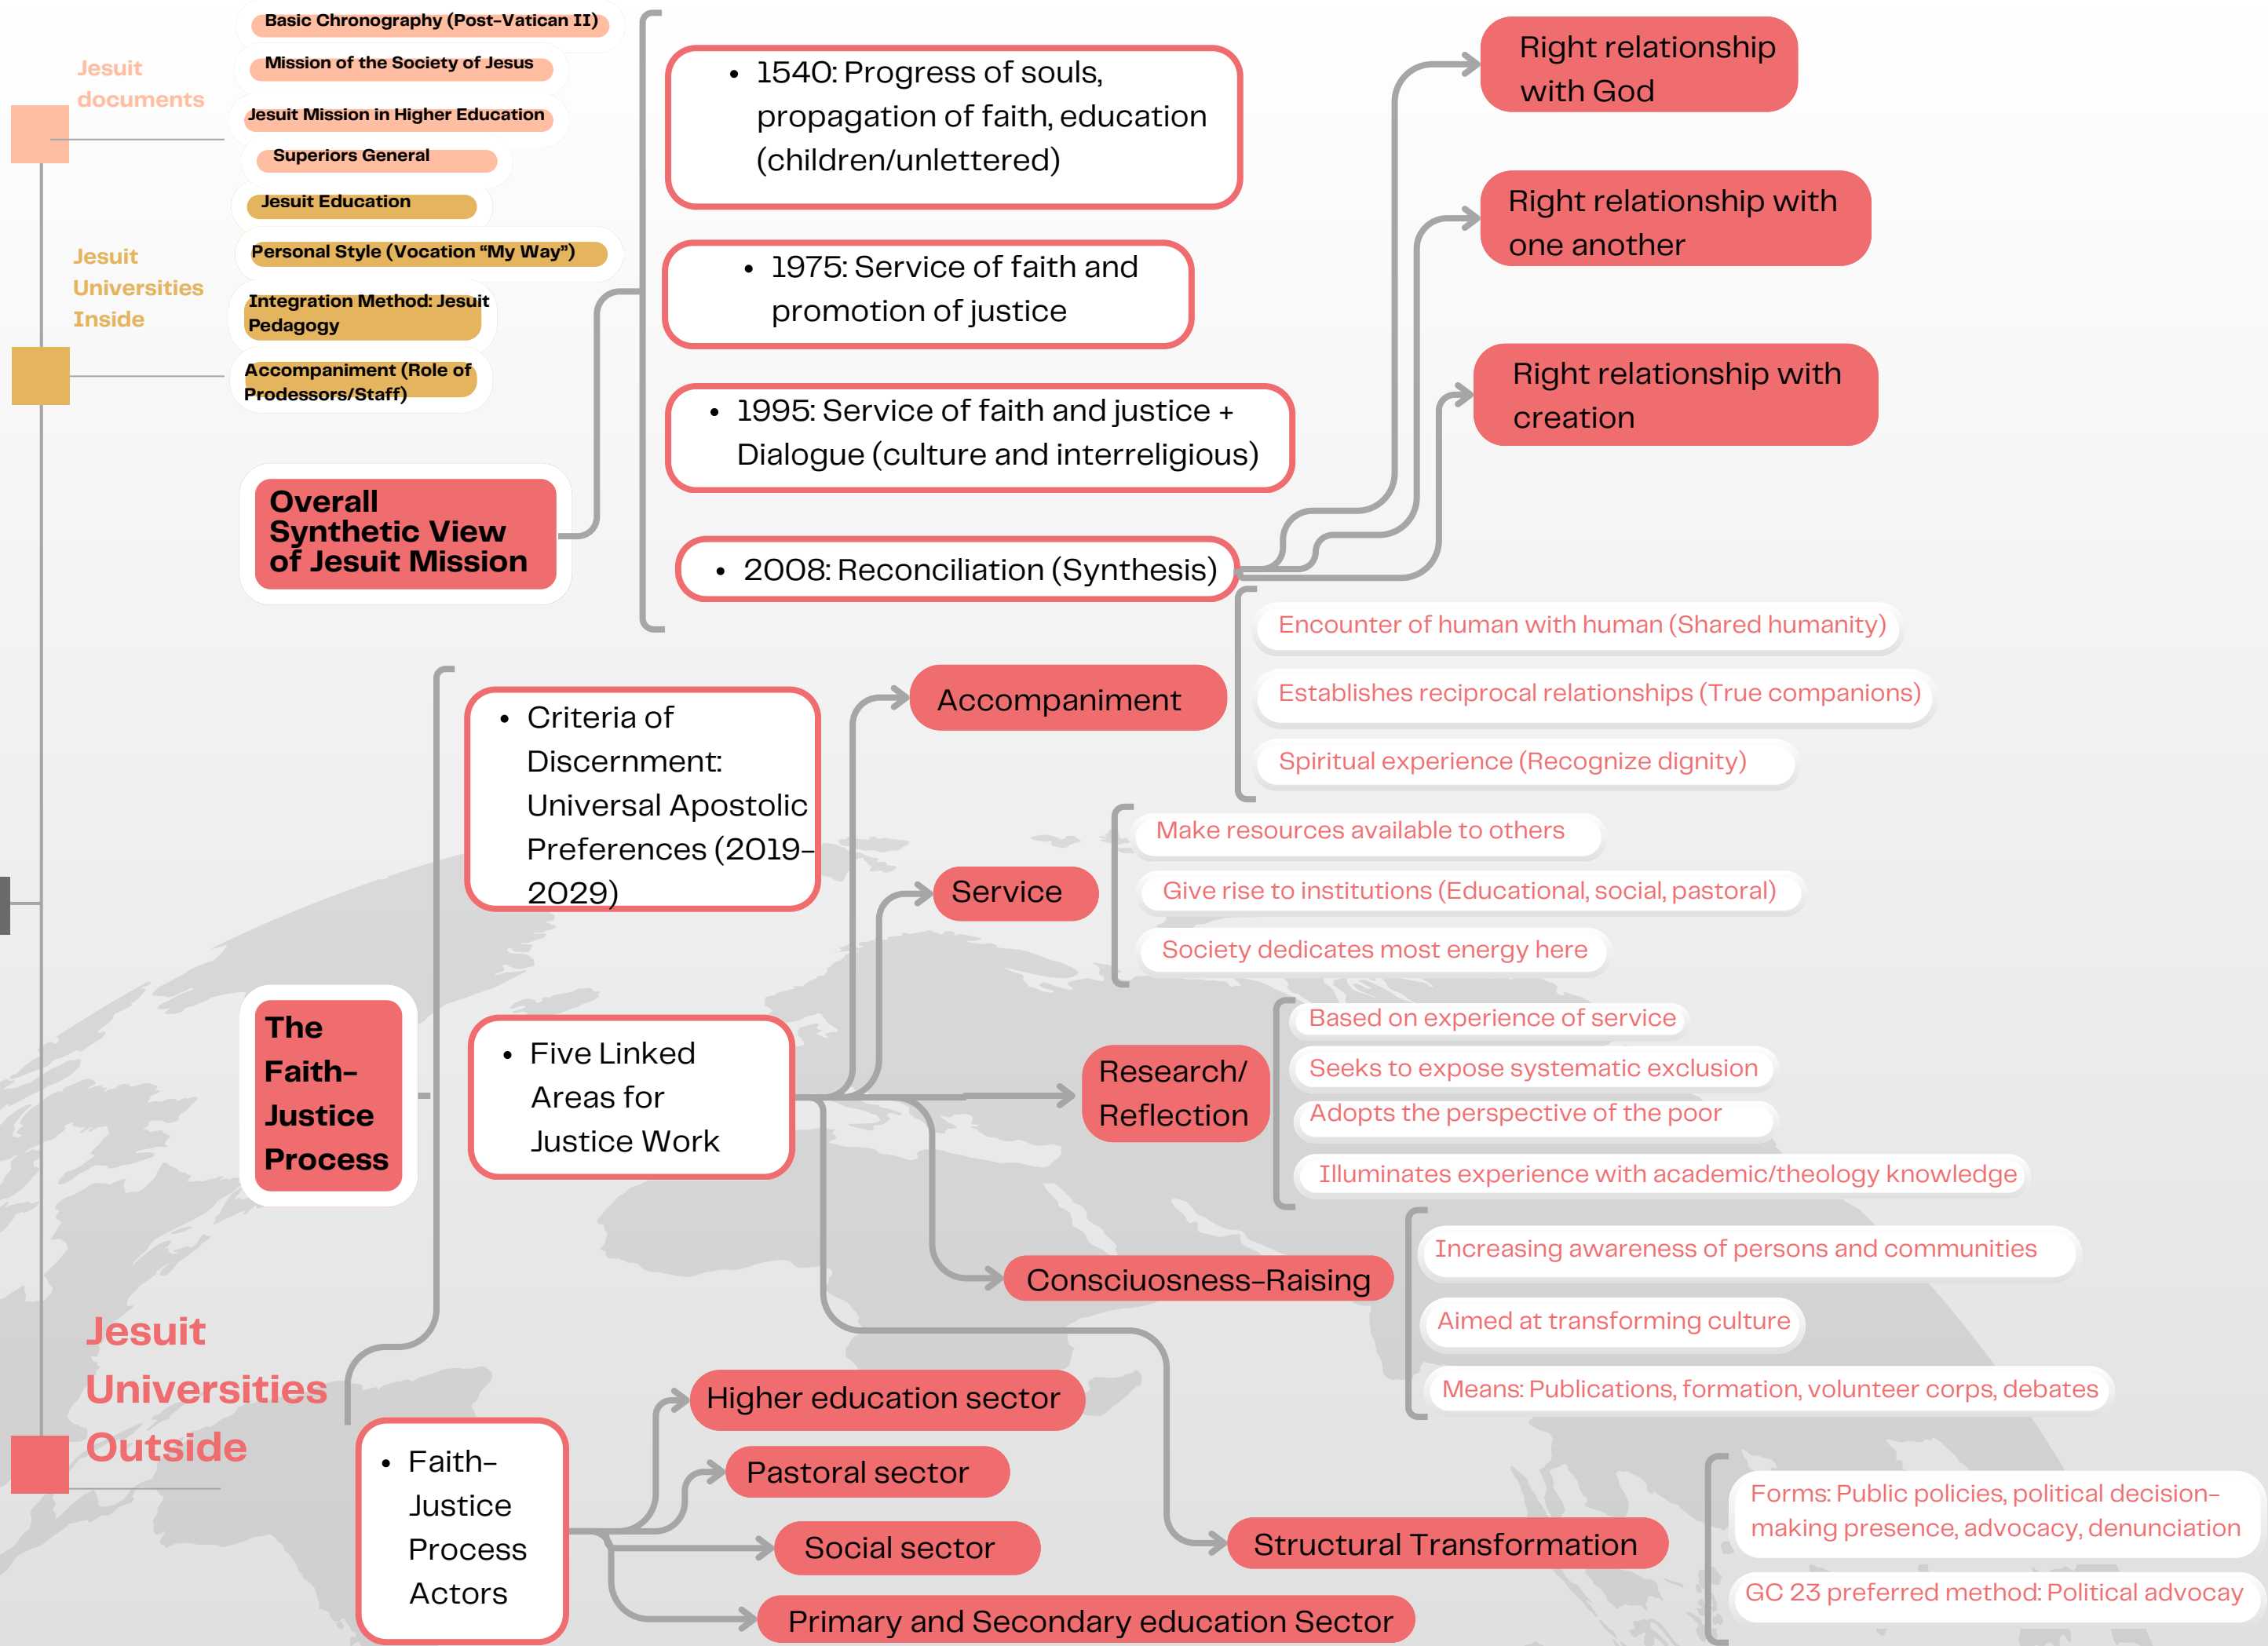 Jesuit
documents
Basic Chronography (Post-Vatican II)
Mission of the Society of Jesus
Jesuit Mission in Higher Education
Superiors General
Jesuit
Universities
Inside
Jesuit Education
Personal Style (Vocation “My Way”)
Integration Method: Jesuit
Pedagogy
Accompaniment (Role of
Prodessors/Staff)
Overall
Synthetic View
of Jesuit Mission
• 1540: Progress of souls,
propagation of faith, education
(children/unlettered)
• 1975: Service of faith and
promotion of justice
• 1995: Service of faith and justice +
Dialogue (culture and interreligious)
• 2008: Reconciliation (Synthesis)
Right relationship
with God
Right relationship with
one another
Right relationship with
creation
Jesuit
Universities
Outside
The
Faith-
Justice
Process
• Criteria of
Discernment:
Universal Apostolic
Preferences (2019-
2029)
• Five Linked
Areas for
Justice Work
Accompaniment
Encounter of human with human (Shared humanity)
Establishes reciprocal relationships (True companions)
Spiritual experience (Recognize dignity)
Service
Make resources available to others
Give rise to institutions (Educational, social, pastoral)
Society dedicates most energy here
Research/
Reflection
Based on experience of service
Seeks to expose systematic exclusion
Adopts the perspective of the poor
Illuminates experience with academic/theology knowledge
Consciuosness-Raising
Increasing awareness of persons and communities
Aimed at transforming culture
Means: Publications, formation, volunteer corps, debates
Structural Transformation
Forms: Public policies, political decision-
making presence, advocacy, denunciation
GC 23 preferred method: Political advocay
• Faith-
Justice
Process
Actors
Higher education sector
Pastoral sector
Social sector
Primary and Secondary education Sector